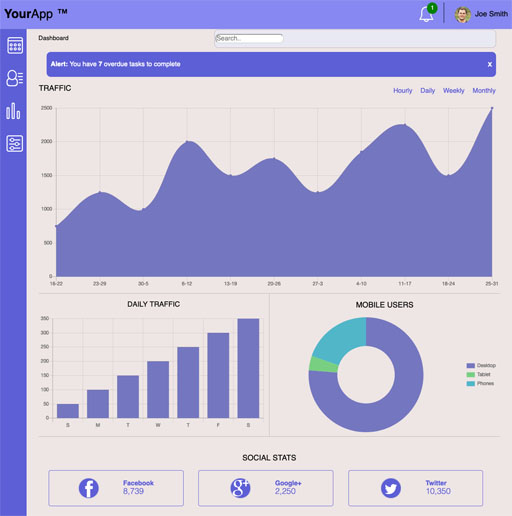 YourApp ™
1
Joe Smith
Dashboard
Search..
Alert: You have 7 overdue tasks to complete
x
TRAFFIC
Hourly Daily Weekly Monthly
2500
2000
1500
1000
500
0
16-22 23-29 30-5 6-12 13-19 20-26 27-3 4-10 11-17 18-24 25-31
DAILY TRAFFIC
350
300
250
200
150
100
50
0
S M T W T F S
MOBILE USERS
Desktop
Tablet
Phones
SOCIAL STATS
Facebook
8,739
Google+
2,250
Twitter
10,350